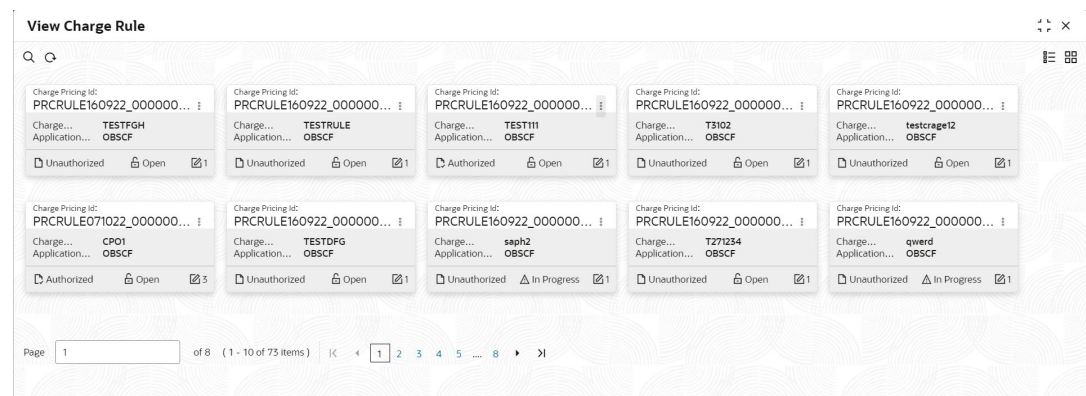 View Charge Rule
Charge Pricing Id: Charge Pricing Id: Charge Pricing Id: Charge Pricing Id: Charge Pricing Id:
PRCRULE160922_000000... PRCRULE160922_000000... PRCRULE160922_000000... PRCRULE160922_000000... PRCRULE160922_000000...
Charge... TESTFGH Charge... TESTRULE Charge... TEST111 Charge... T3102 Charge... testcrage12
Application... OBSCF Application... OBSCF Application... OBSCF Application... OBSCF Application... OBSCF
Unauthorized Open 1 Unauthorized Open 1 Authorized Open 1 Unauthorized Open 1 Unauthorized Open 1
Charge Pricing Id: Charge Pricing Id: Charge Pricing Id: Charge Pricing Id: Charge Pricing Id:
PRCRULE071022_000000... PRCRULE160922_000000... PRCRULE160922_000000... PRCRULE160922_000000... PRCRULE160922_000000...
Charge... CPO1 Charge... TESTDFG Charge... saph2 Charge... T271234 Charge... qwerd
Application... OBSCF Application... OBSCF Application... OBSCF Application... OBSCF Application... OBSCF
Authorized Open 3 Unauthorized Open 1 Unauthorized In Progress 1 Unauthorized Open 1 Unauthorized In Progress 1
Page 1 of 8 ( 1 - 10 of 73 items ) 1 2 3 4 5 .... 8